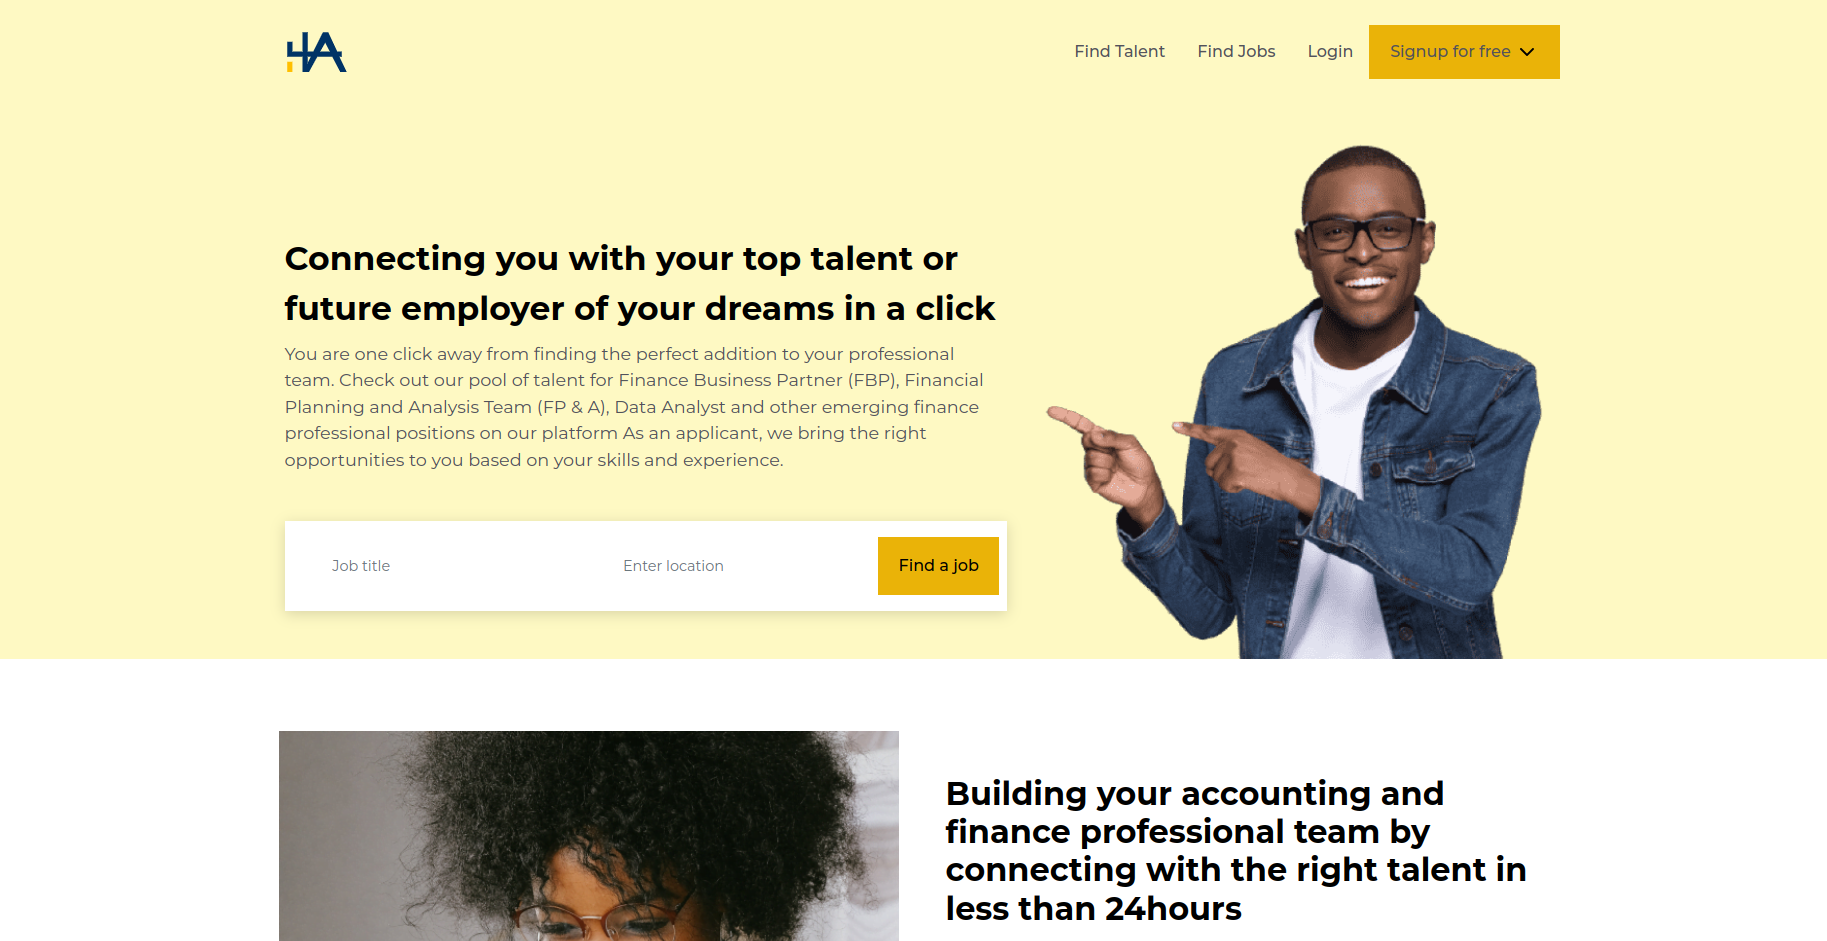 HA
Find Talent
Find Jobs
Login
Signup for free
Connecting you with your top talent or
future employer of your dreams in a click
You are one click away from finding the perfect addition to your professional
team. Check out our pool of talent for Finance Business Partner (FBP), Financial
Planning and Analysis Team (FP & A), Data Analyst and other emerging finance
professional positions on our platform As an applicant, we bring the right
opportunities to you based on your skills and experience.
Job title
Enter location
Find a job
Building your accounting and
finance professional team by
connecting with the right talent in
less than 24hours